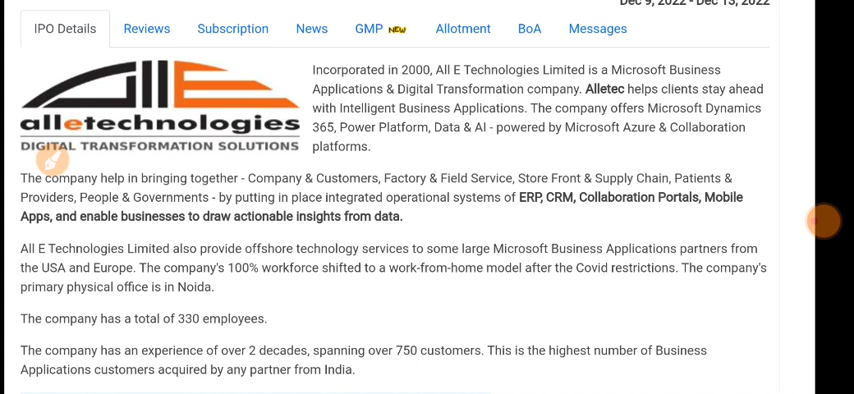 Dec 9, 2022 - Dec 13, 2022
IPO Details Reviews Subscription News GMP NEW Allotment BoA Messages
alletechnologies
DIGITAL TRANSFORMATION SOLUTIONS
Incorporated in 2000, All E Technologies Limited is a Microsoft Business
Applications & Digital Transformation company. Alletec helps clients stay ahead
with Intelligent Business Applications. The company offers Microsoft Dynamics
365, Power Platform, Data & AI - powered by Microsoft Azure & Collaboration
platforms.
The company help in bringing together - Company & Customers, Factory & Field Service, Store Front & Supply Chain, Patients &
Providers, People & Governments - by putting in place integrated operational systems of ERP, CRM, Collaboration Portals, Mobile
Apps, and enable businesses to draw actionable insights from data.
All E Technologies Limited also provide offshore technology services to some large Microsoft Business Applications partners from
the USA and Europe. The company's 100% workforce shifted to a work-from-home model after the Covid restrictions. The company's
primary physical office is in Noida.
The company has a total of 330 employees.
The company has an experience of over 2 decades, spanning over 750 customers. This is the highest number of Business
Applications customers acquired by any partner from India.